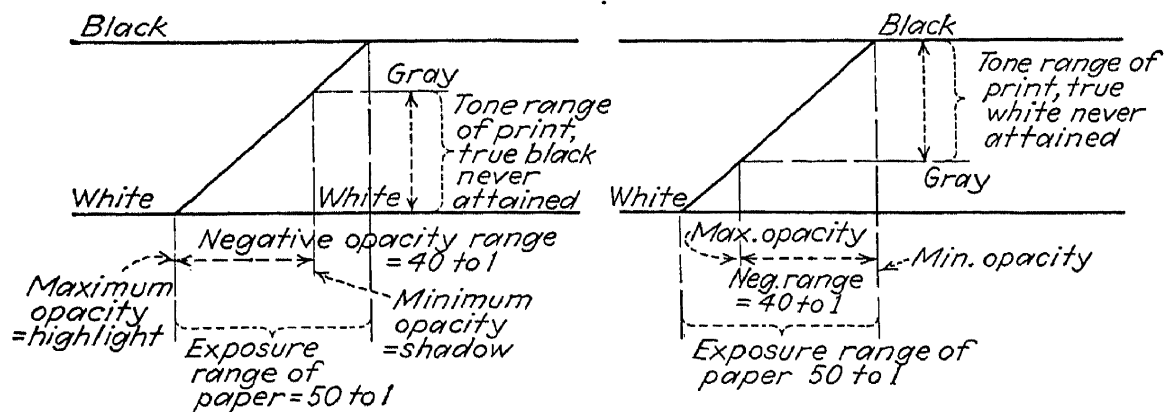 Black
Gray
Tone range
of print,
true black
never
attained
White
White
Negative opacity range
= 40 to 1
Maximum
opacity
=highlight
Minimum
opacity
=shadow
Exposure
range of
paper = 50 to 1
Black
Tone range of
print, true
white never
attained
Gray
White
Max. opacity
Min. opacity
Neg. range
= 40 to 1
Exposure range of
paper 50 to 1